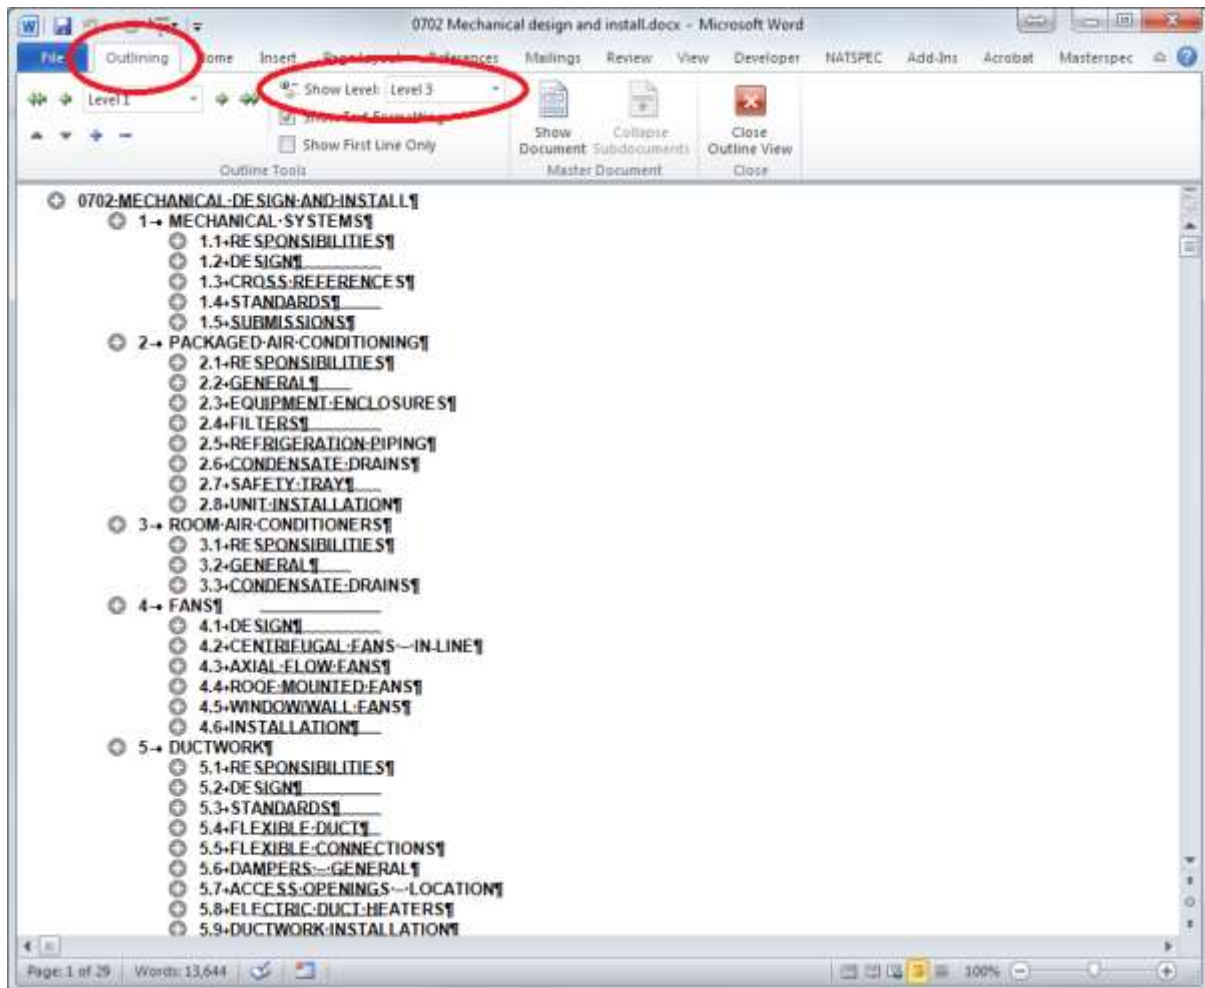 0702 Mechanical design and install.docx - Microsoft Word
File Outlining Home Insert Page Layout References Mailings Review View Developer NATSPEC Add-Ins Acrobat Masterspec
Level 1
Show Level: Level 3
Show Text Formatting
Show First Line Only
Show Document
Collapse Subdocuments
Close Outline View
Outline Tools
Master Document
Close
0702·MECHANICAL·DESIGN·AND·INSTALL¶
1→ MECHANICAL·SYSTEMS¶
1.1→RESPONSIBILITIES¶
1.2→DESIGN¶
1.3→CROSS·REFERENCES¶
1.4→STANDARDS¶
1.5→SUBMISSIONS¶
2→ PACKAGED·AIR·CONDITIONING¶
2.1→RESPONSIBILITIES¶
2.2→GENERAL¶
2.3→EQUIPMENT·ENCLOSURES¶
2.4→FILTERS¶
2.5→REFRIGERATION·PIPING¶
2.6→CONDENSATE·DRAINS¶
2.7→SAFETY·TRAY¶
2.8→UNIT·INSTALLATION¶
3→ ROOM·AIR·CONDITIONERS¶
3.1→RESPONSIBILITIES¶
3.2→GENERAL¶
3.3→CONDENSATE·DRAINS¶
4→ FANS¶
4.1→DESIGN¶
4.2→CENTRIFUGAL·FANS·–·IN-LINE¶
4.3→AXIAL·FLOW·FANS¶
4.4→ROOF·MOUNTED·FANS¶
4.5→WINDOW/WALL·FANS¶
4.6→INSTALLATION¶
5→ DUCTWORK¶
5.1→RESPONSIBILITIES¶
5.2→DESIGN¶
5.3→STANDARDS¶
5.4→FLEXIBLE·DUCT¶
5.5→FLEXIBLE·CONNECTIONS¶
5.6→DAMPERS·–·GENERAL¶
5.7→ACCESS·OPENINGS·–·LOCATION¶
5.8→ELECTRIC·DUCT·HEATERS¶
5.9→DUCTWORK·INSTALLATION¶
Page: 1 of 29 Words: 13,644 100%